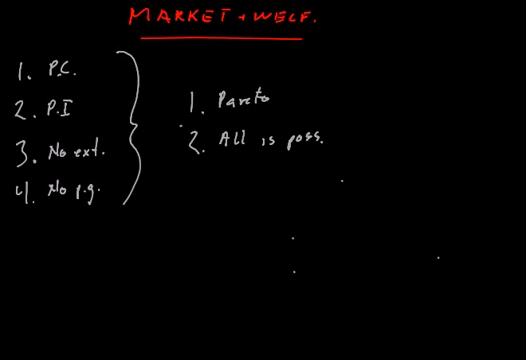 MARKET + WELF.
1. P.C.
2. P.I
3. No ext.
4. No p.g.
1. Pareto
2. All is poss.